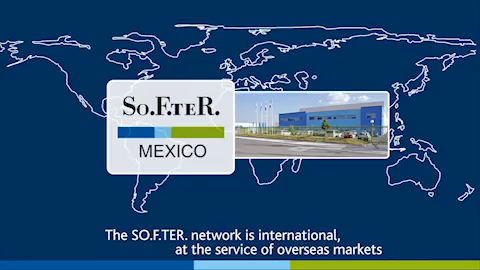 So.F.teR.
MEXICO
The SO.F.TER. network is international,
at the service of overseas markets